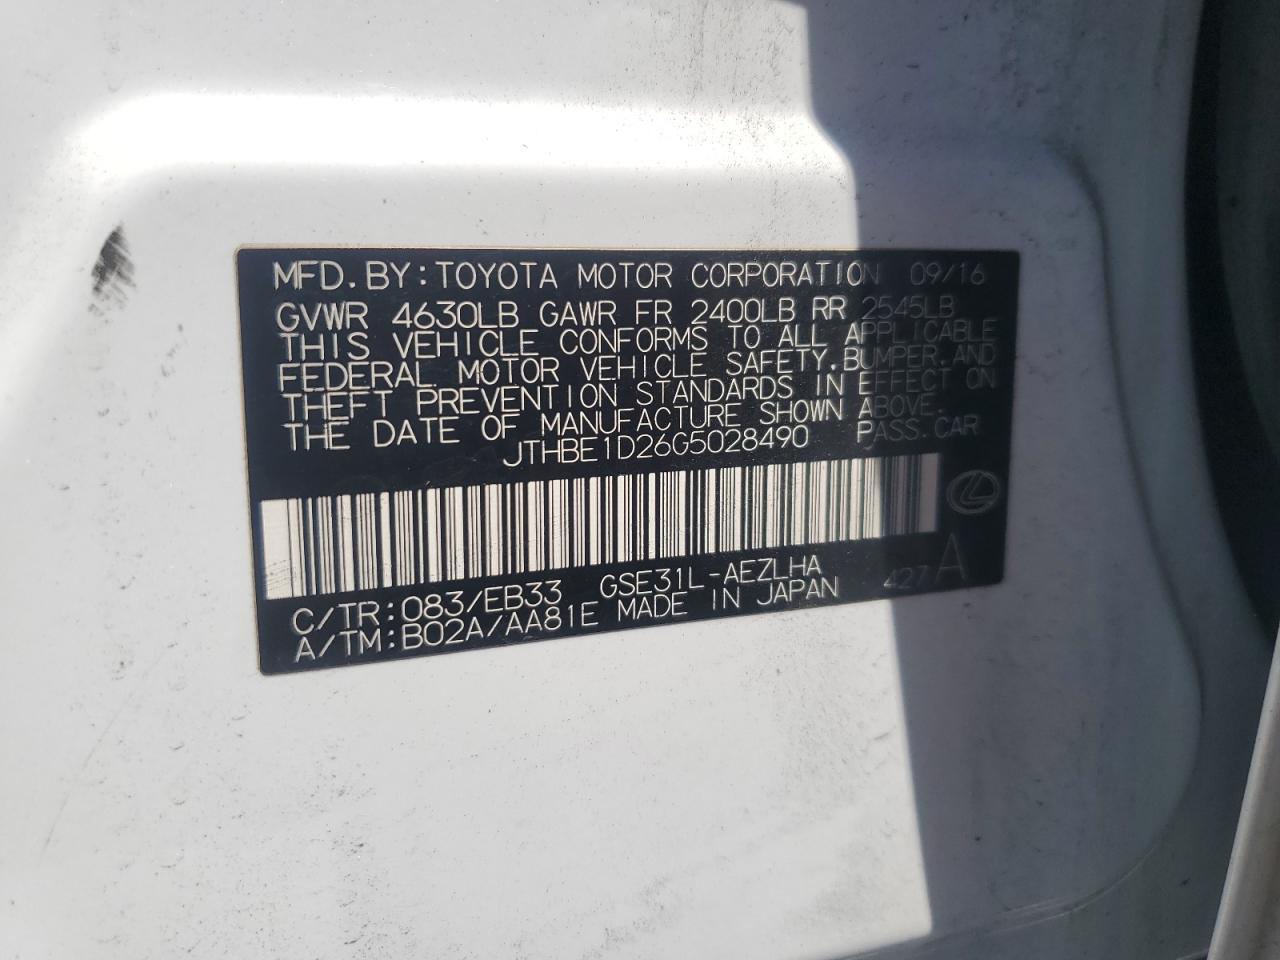 MFD. BY: TOYOTA MOTOR CORPORATION 09/16
GVWR 4630LB GAWR FR 2400LB RR 2545LB
THIS VEHICLE CONFORMS TO ALL APPLICABLE
FEDERAL MOTOR VEHICLE SAFETY, BUMPER, AND
THEFT PREVENTION STANDARDS IN EFFECT ON
THE DATE OF MANUFACTURE SHOWN ABOVE.
JTHBE1D26G5028490 PASS. CAR
C/TR: 083/EB33 GSE31L-AEZLHA 427 A
A/TM: B02A/AA81E MADE IN JAPAN